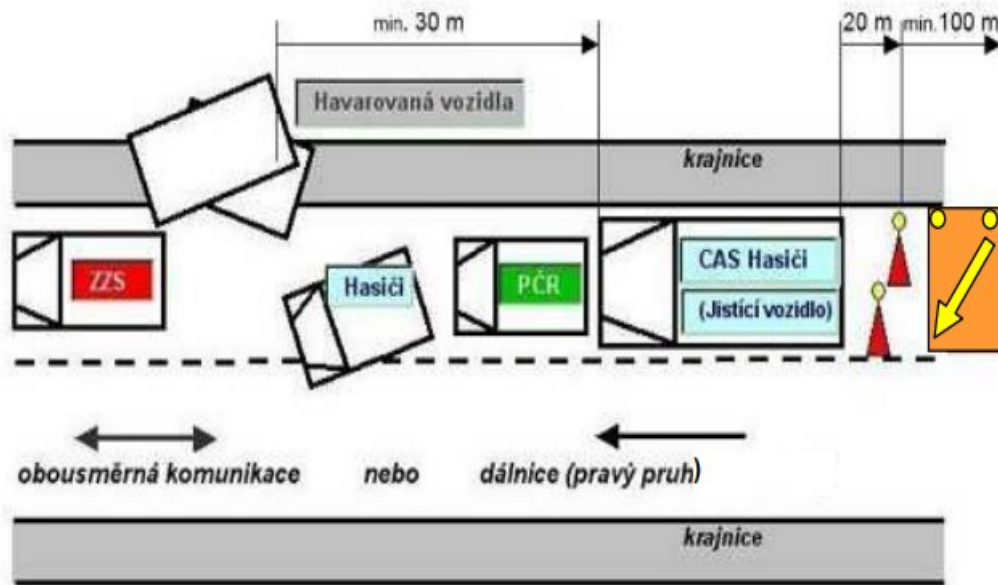 min. 30 m
20 m
min.100 m
Havarovaná vozidla
krajnice
ZZS
Hasiči
PČR
CAS Hasiči
(Jistící vozidlo)
obousměrná komunikace nebo dálnice (pravý pruh)
krajnice